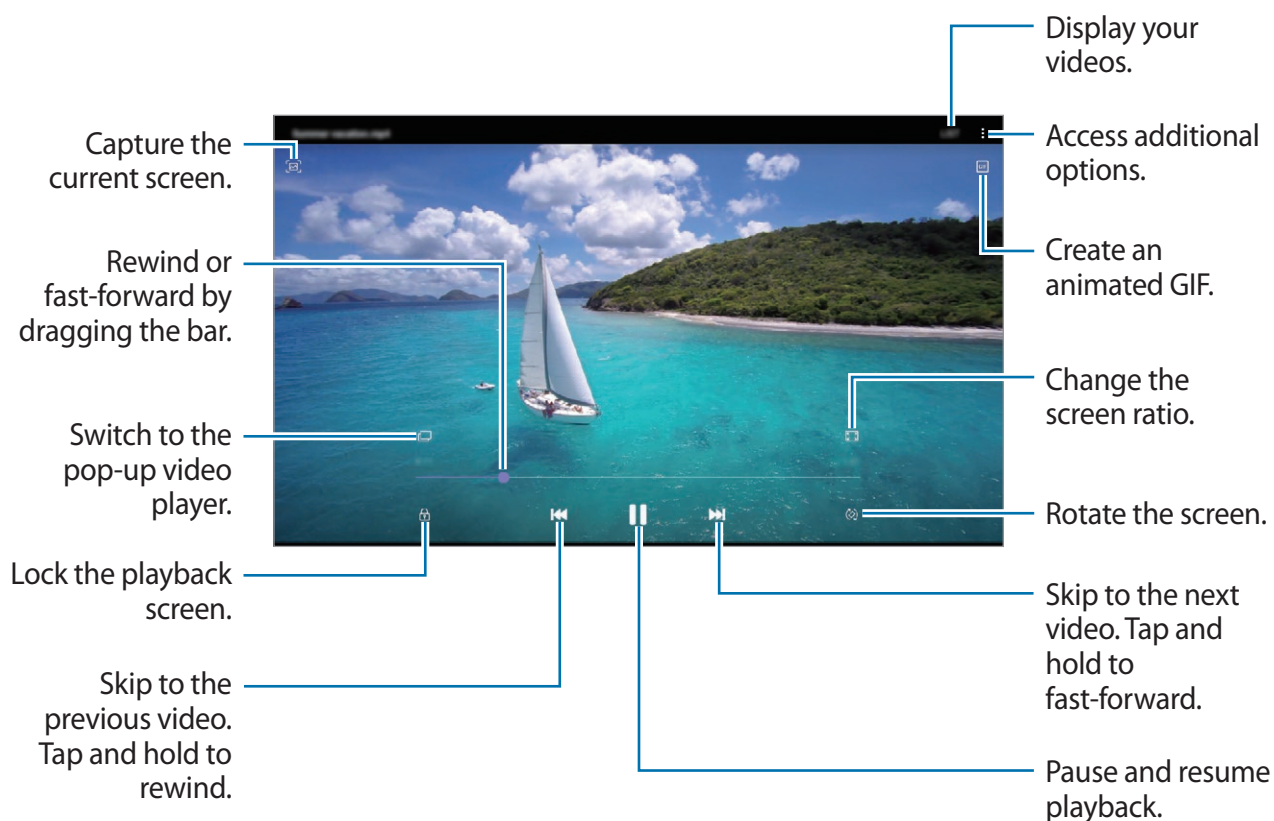 Display your
videos.
Capture the
current screen.
Access additional
options.
Rewind or
fast-forward by
dragging the bar.
Create an
animated GIF.
Change the
screen ratio.
Switch to the
pop-up video
player.
Rotate the screen.
Lock the playback
screen.
Skip to the next
video. Tap and
hold to
fast-forward.
Skip to the
previous video.
Tap and hold to
rewind.
Pause and resume
playback.